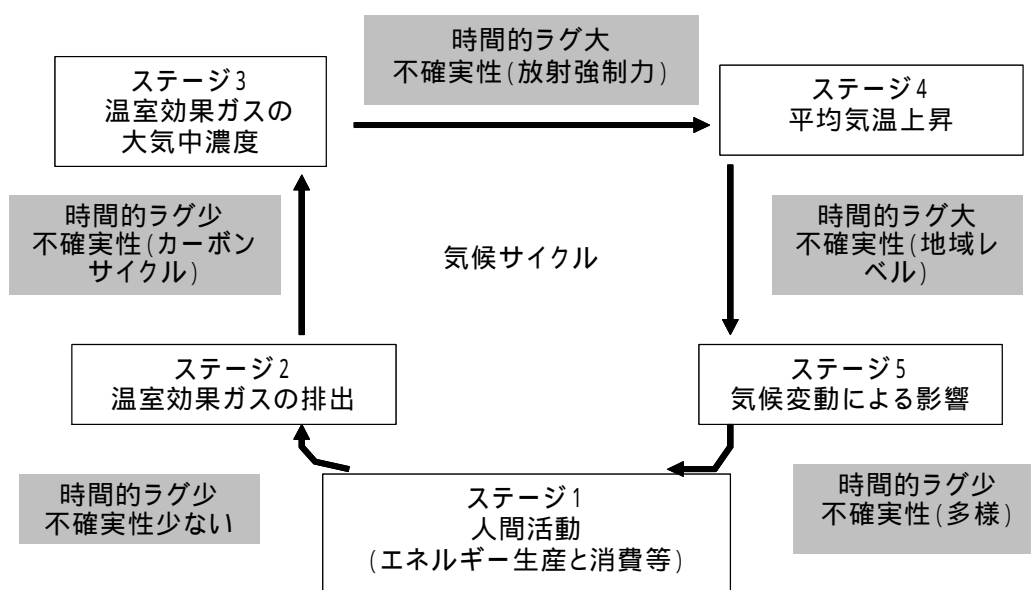 時間的ラグ大
不確実性(放射強制力)
ステージ3
温室効果ガスの
大気中濃度
ステージ4
平均気温上昇
時間的ラグ少
不確実性(カーボン
サイクル)
気候サイクル
時間的ラグ大
不確実性(地域レ
ベル)
ステージ2
温室効果ガスの排出
ステージ5
気候変動による影響
時間的ラグ少
不確実性少ない
ステージ1
人間活動
(エネルギー生産と消費等)
時間的ラグ少
不確実性(多様)